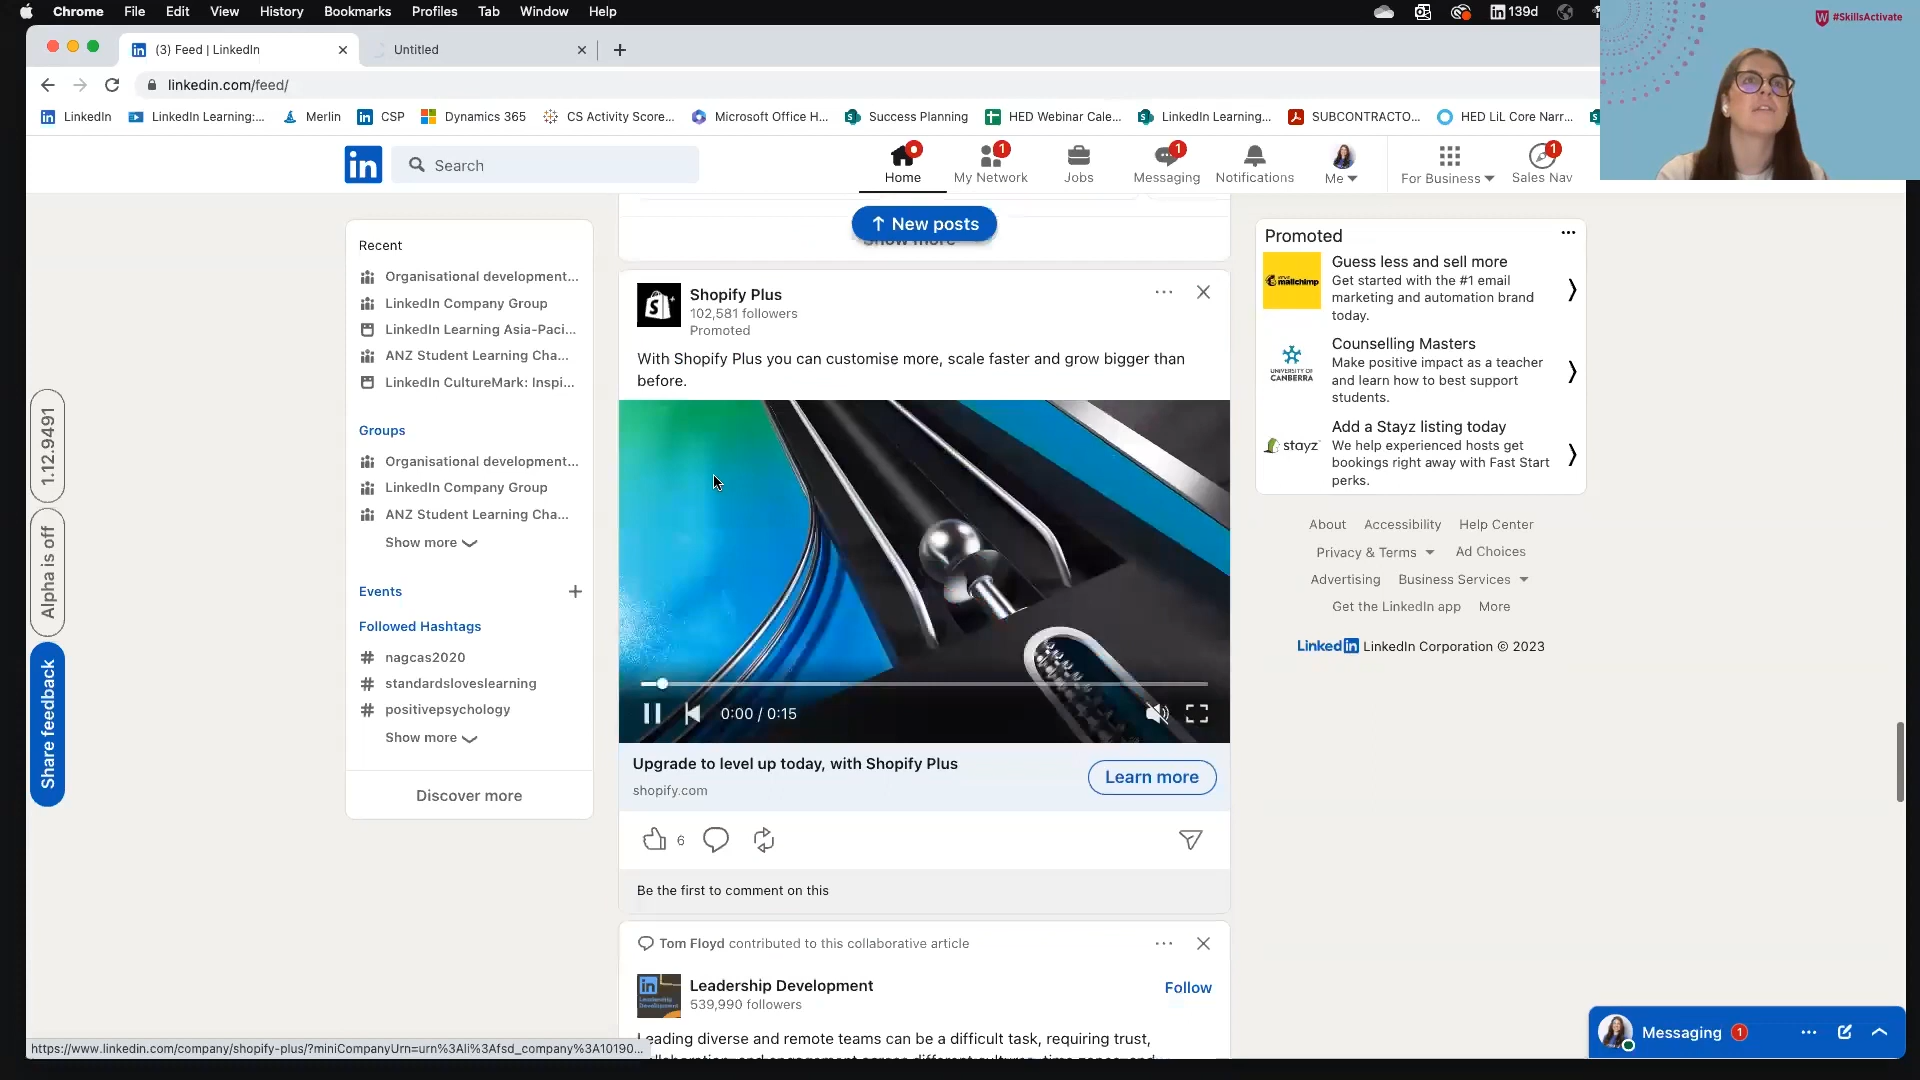 Chrome File Edit View History Bookmarks Profiles Tab Window Help
139d
#SkillsActivate
(3) Feed | LinkedIn
Untitled
linkedin.com/feed/
LinkedIn
LinkedIn Learning:...
Merlin
CSP
Dynamics 365
CS Activity Score...
Microsoft Office H...
Success Planning
HED Webinar Cale...
LinkedIn Learning...
SUBCONTRACTO...
HED LiL Core Narr...
in
Search
Home
1
My Network
Jobs
1
Messaging
Notifications
Me
For Business
1
Sales Nav
1.12.9491
Alpha is off
Share feedback
Recent
Organisational development...
LinkedIn Company Group
LinkedIn Learning Asia-Paci...
ANZ Student Learning Cha...
LinkedIn CultureMark: Inspi...
Groups
Organisational development...
LinkedIn Company Group
ANZ Student Learning Cha...
Show more
Events
Followed Hashtags
# nagcas2020
# standardsloveslearning
# positivepsychology
Show more
Discover more
↑ New posts
Show more
Shopify Plus
102,581 followers
Promoted
With Shopify Plus you can customise more, scale faster and grow bigger than
before.
0:00 / 0:15
Upgrade to level up today, with Shopify Plus
shopify.com
Learn more
6
Be the first to comment on this
Tom Floyd contributed to this collaborative article
Leadership Development
539,990 followers
Follow
Leading diverse and remote teams can be a difficult task, requiring trust,
Promoted
mailchimp
Guess less and sell more
Get started with the #1 email
marketing and automation brand
today.
UNIVERSITY OF
CANBERRA
Counselling Masters
Make positive impact as a teacher
and learn how to best support
students.
stayz
Add a Stayz listing today
We help experienced hosts get
bookings right away with Fast Start
perks.
About Accessibility Help Center
Privacy & Terms Ad Choices
Advertising Business Services
Get the LinkedIn app More
LinkedIn LinkedIn Corporation © 2023
Messaging 1
https://www.linkedin.com/company/shopify-plus/?miniCompanyUrn=urn%3Ali%3Afsd_company%3A10190...